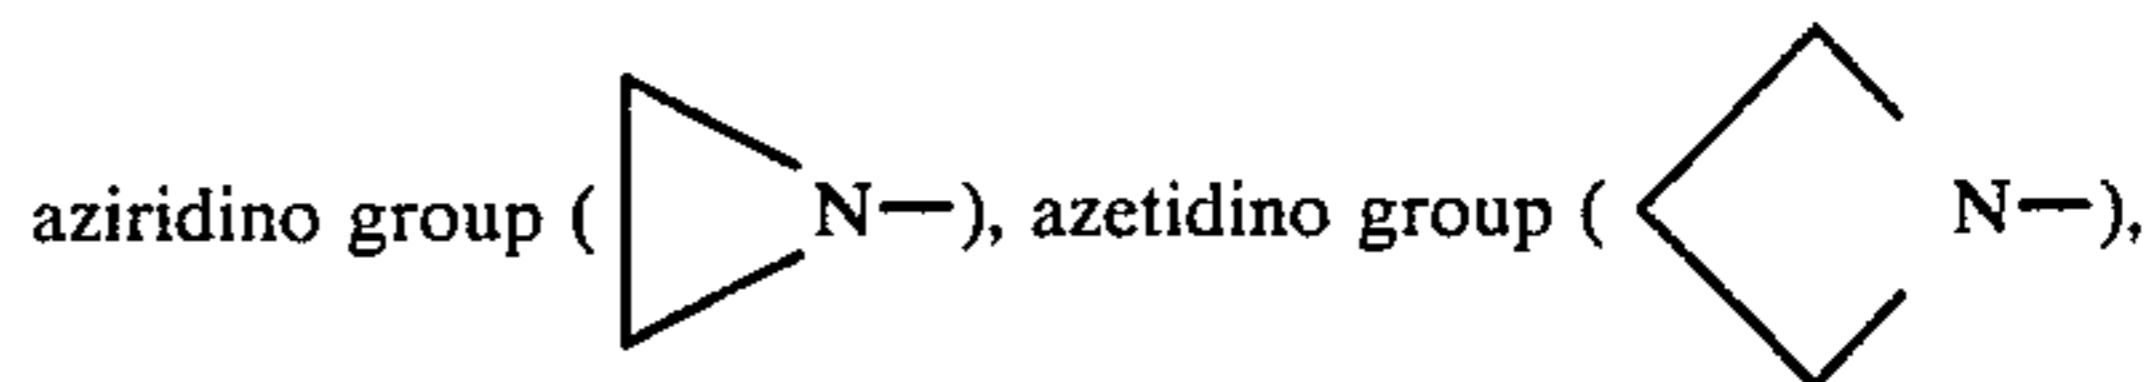 aziridino group ( N—), azetidino group ( N—),